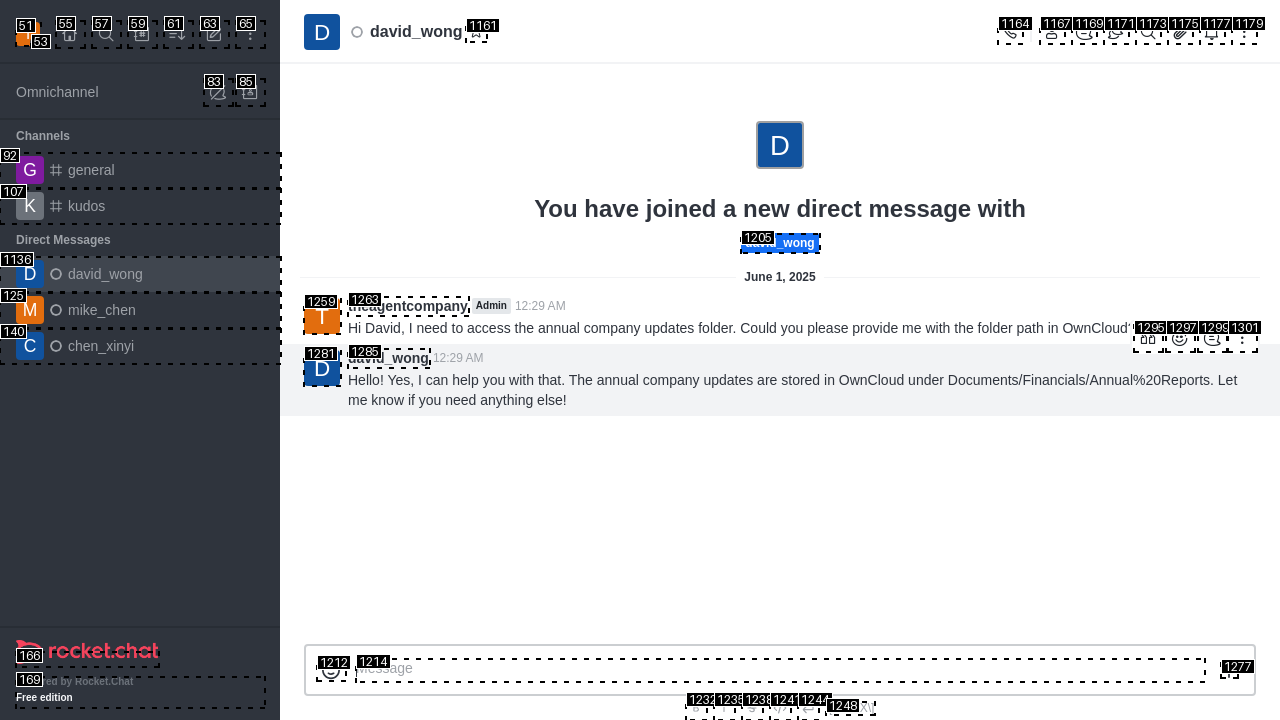 51
53
55
57
59
61
63
65
D
david_wong
1161
1164
1167
1169
1171
1173
1175
1177
1179
Omnichannel
83
85
Channels
92
G
general
107
K
kudos
Direct Messages
1136
D
david_wong
125
M
mike_chen
140
C
chen_xinyi
D
You have joined a new direct message with
1205
david_wong
June 1, 2025
1259
T
1263
theagentcompany
Admin
12:29 AM
Hi David, I need to access the annual company updates folder. Could you please provide me with the folder path in OwnCloud?
1295
1297
1299
1301
1281
D
1285
david_wong
12:29 AM
Hello! Yes, I can help you with that. The annual company updates are stored in OwnCloud under Documents/Financials/Annual%20Reports. Let
me know if you need anything else!
166
rocket.chat
169
Powered by Rocket.Chat
Free edition
1212
1214
Message
1277
1232
1235
1238
1241
1244
1248